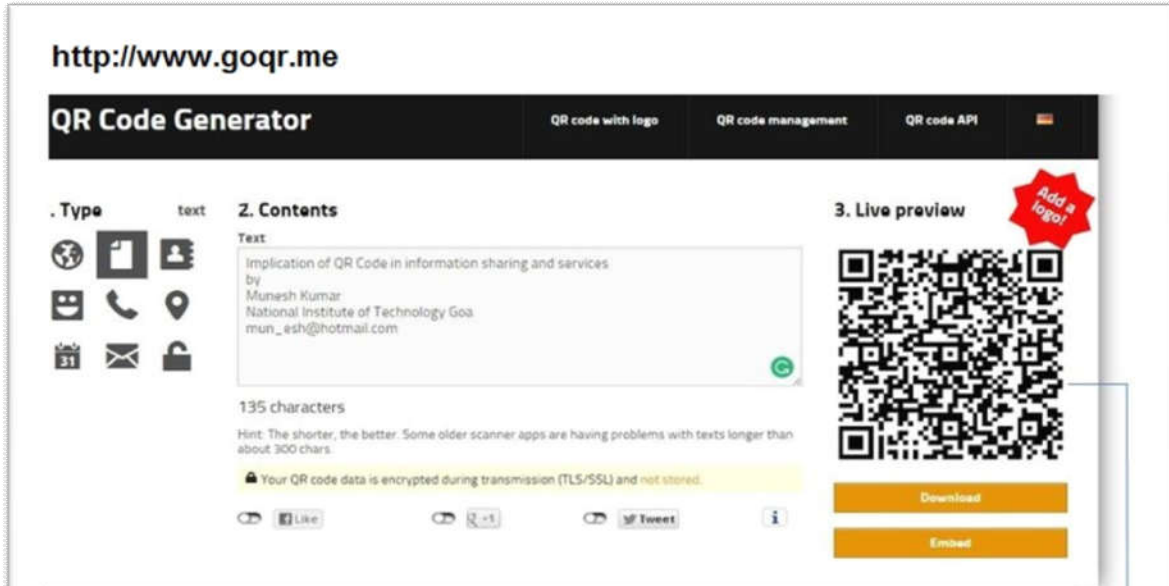 http://www.goqr.me
QR Code Generator
QR code with logo
QR code management
QR code API
. Type
text
31
2. Contents
Text
Implication of QR Code in information sharing and services
by
Munesh Kumar
National Institute of Technology Goa
mun_esh@hotmail.com
135 characters
Hint: The shorter, the better. Some older scanner apps are having problems with texts longer than
about 300 chars.
Your QR code data is encrypted during transmission (TLS/SSL) and not stored.
Like
+1
Tweet
i
3. Live preview
Add a
logo!
Download
Embed